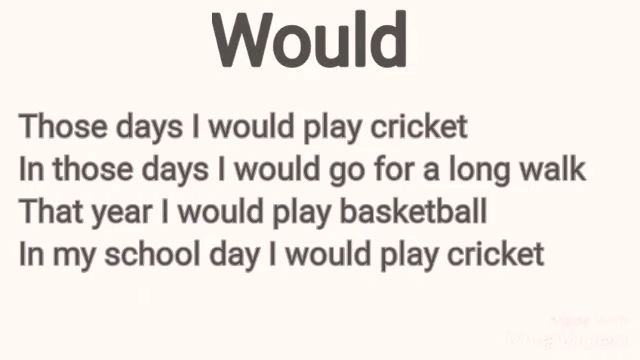 Would
Those days I would play cricket
In those days I would go for a long walk
That year I would play basketball
In my school day I would play cricket